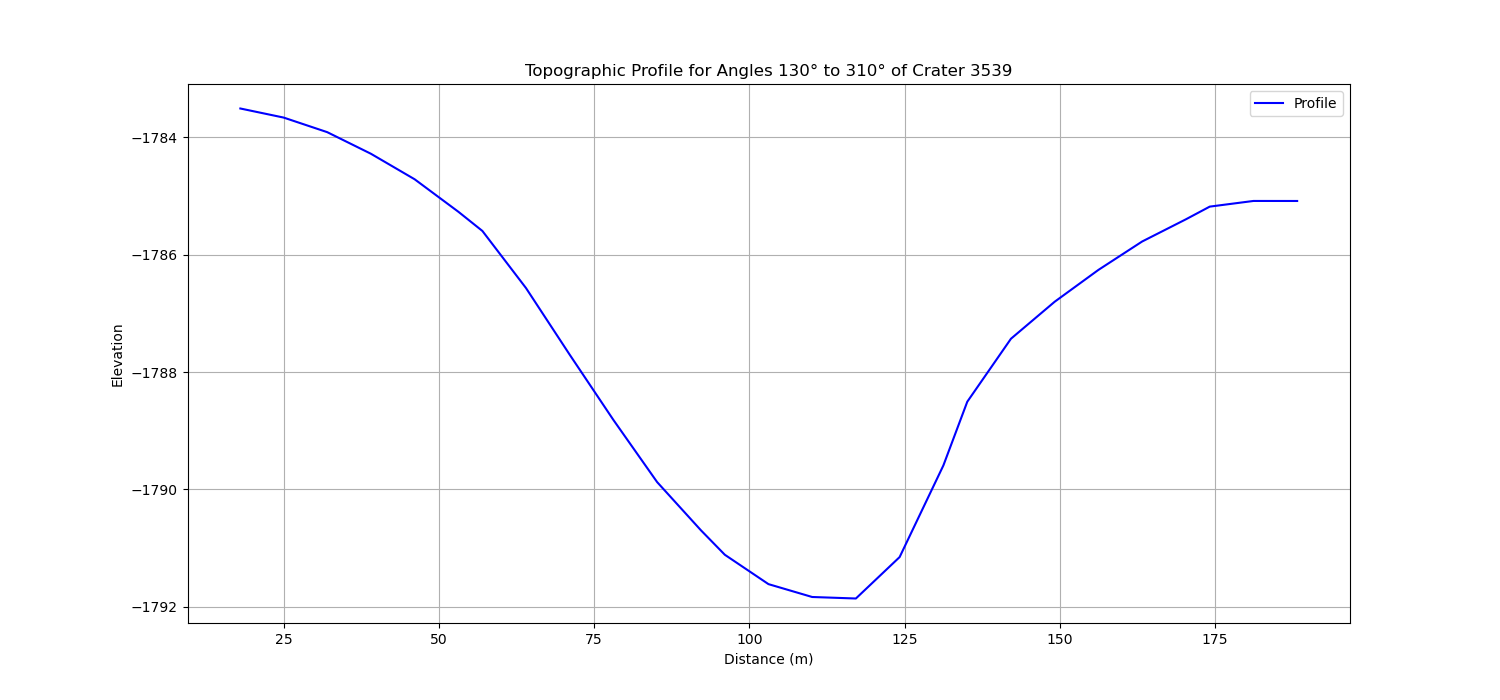 Topographic Profile for Angles 130° to 310° of Crater 3539
Profile
−1784
−1786
−1788
−1790
−1792
Elevation
25 50 75 100 125 150 175
Distance (m)